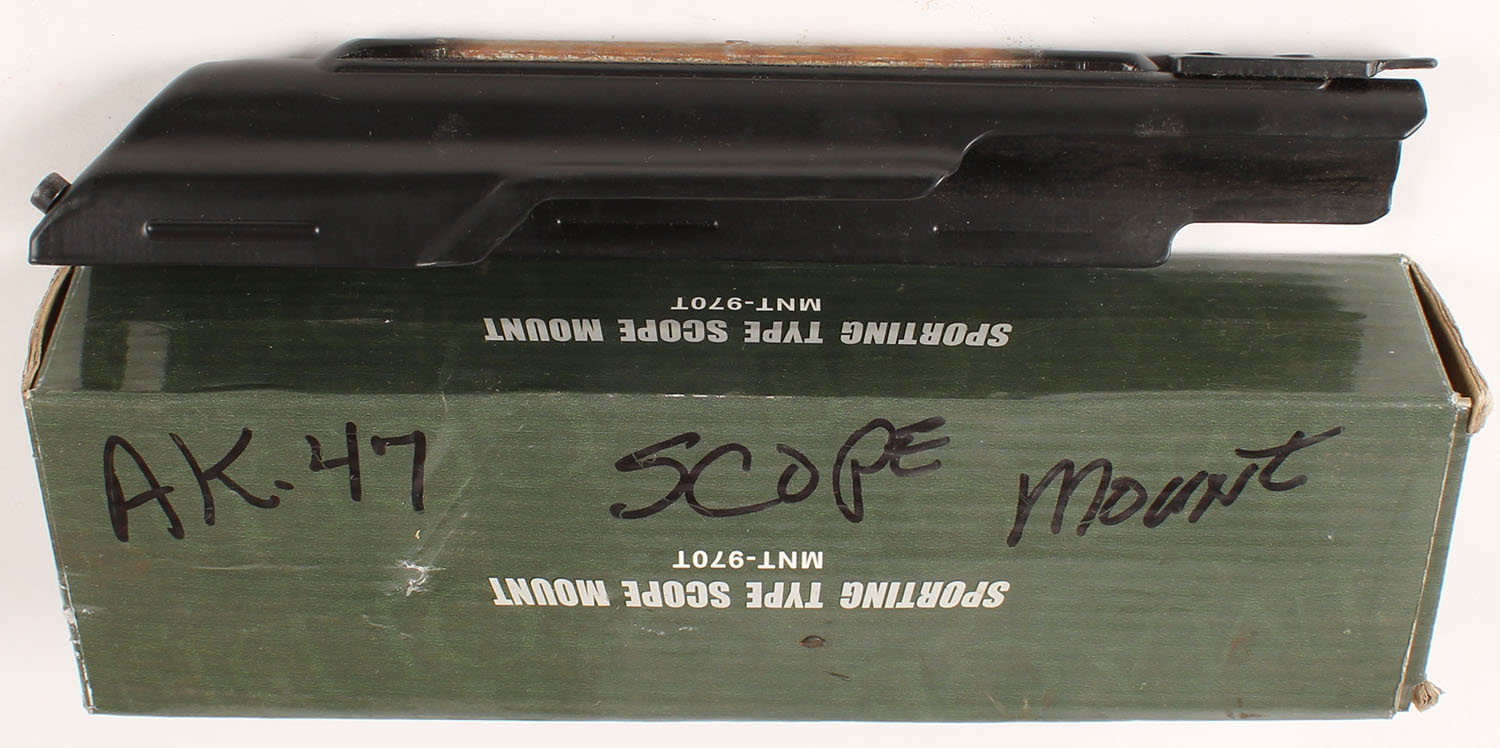 MNT-970T
SPORTING TYPE SCOPE MOUNT
AK.47 SCOPE MOUNT
MNT-970T
SPORTING TYPE SCOPE MOUNT